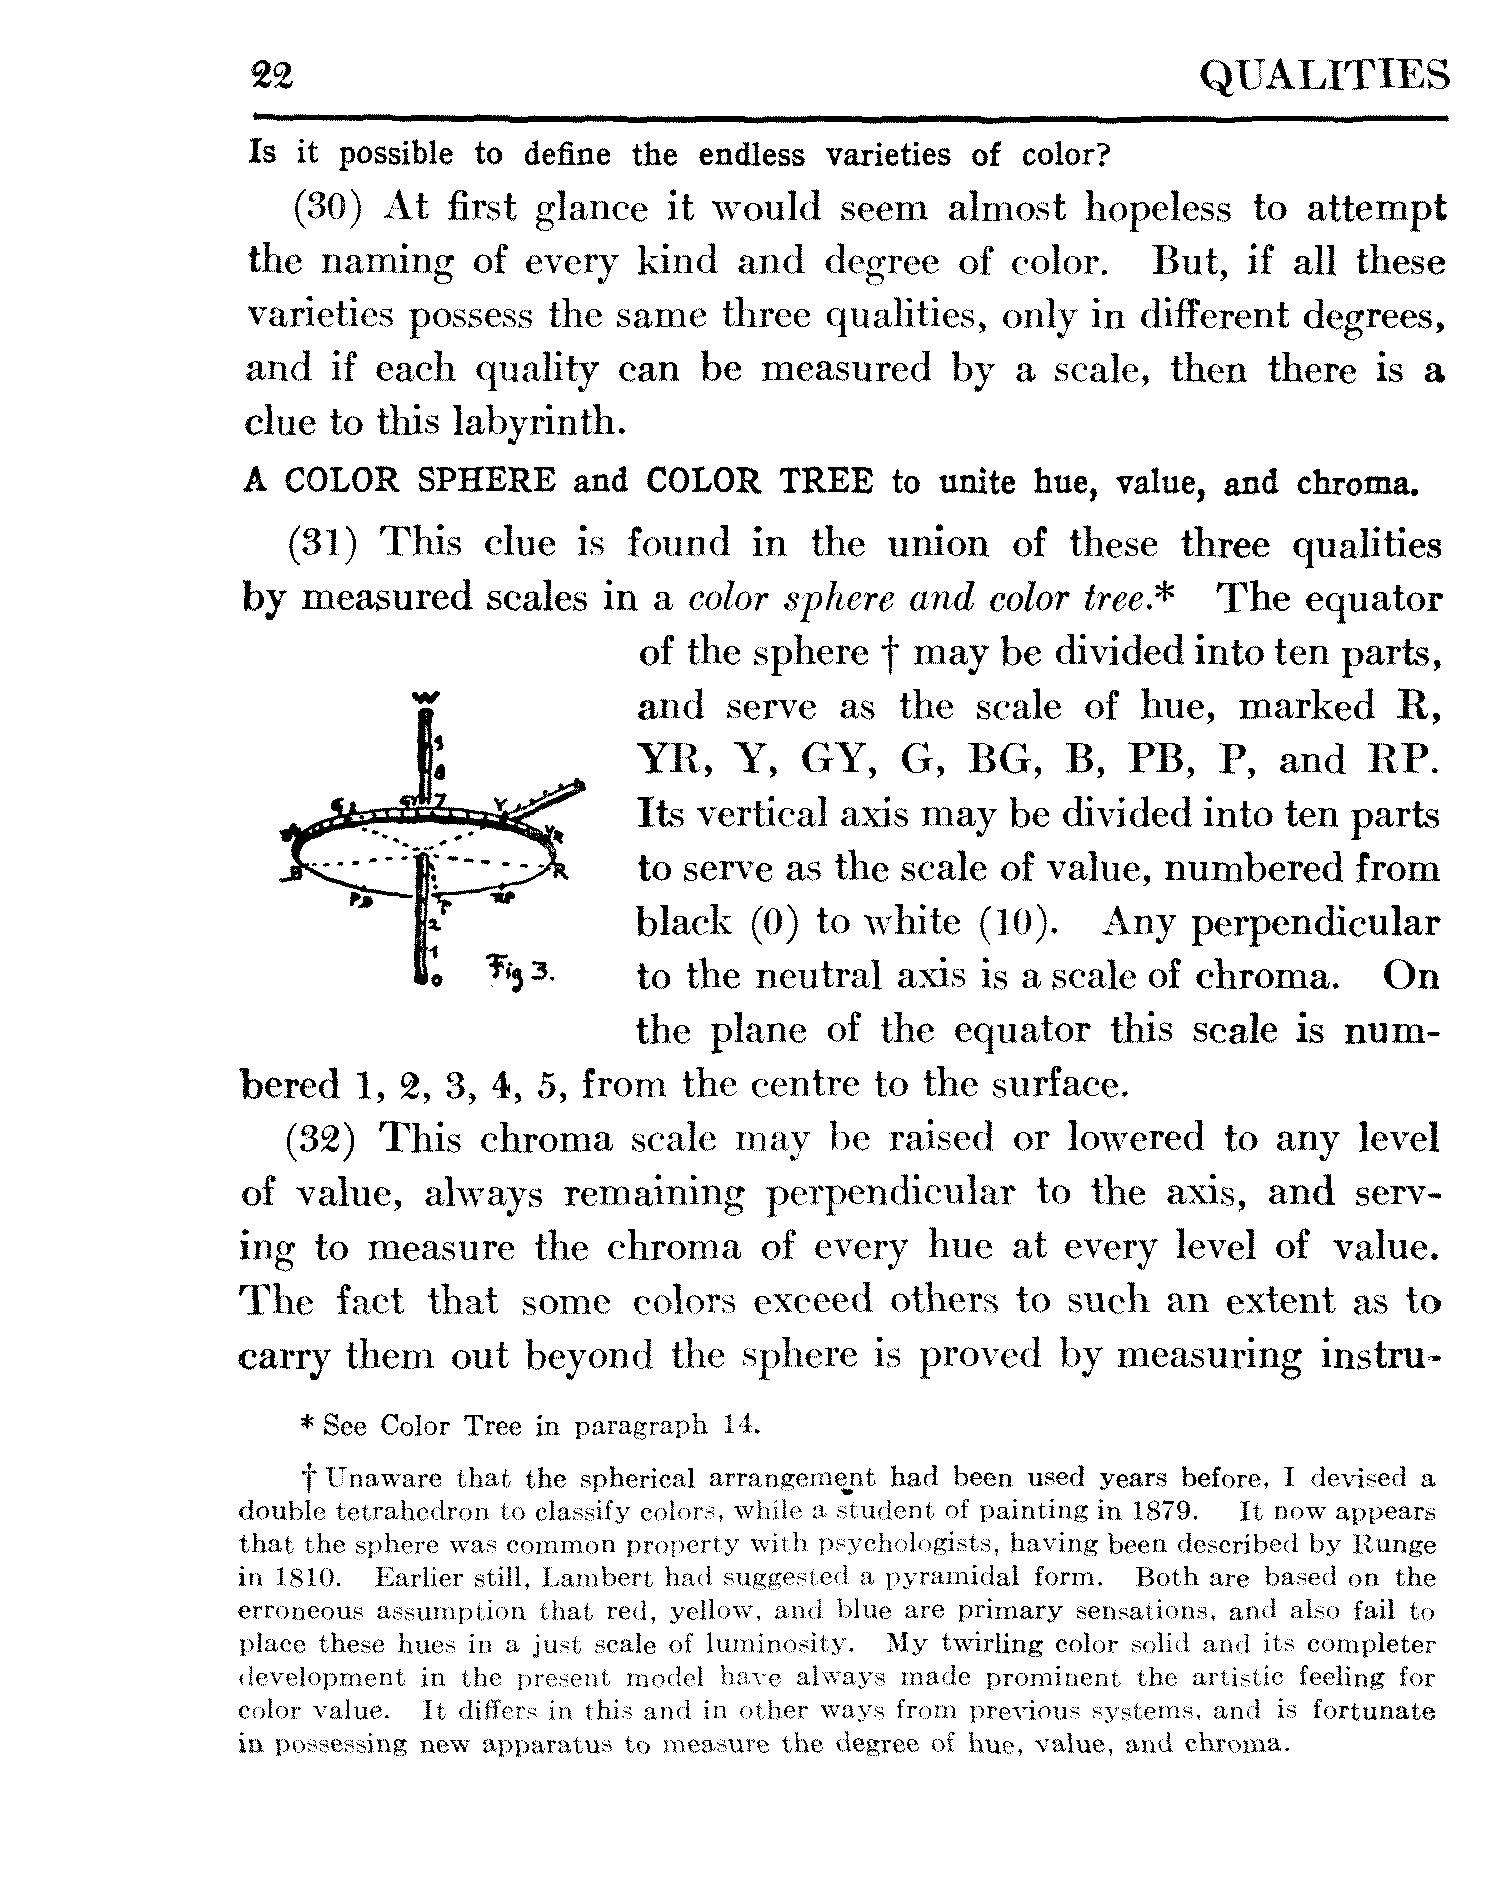 22 QUALITIES
Is it possible to define the endless varieties of color?
(30) At first glance it would seem almost hopeless to attempt
the naming of every kind and degree of color. But, if all these
varieties possess the same three qualities, only in different degrees,
and if each quality can be measured by a scale, then there is a
clue to this labyrinth.
A COLOR SPHERE and COLOR TREE to unite hue, value, and chroma.
(31) This clue is found in the union of these three qualities
by measured scales in a color sphere and color tree.* The equator
of the sphere † may be divided into ten parts,
and serve as the scale of hue, marked R,
YR, Y, GY, G, BG, B, PB, P, and RP.
Its vertical axis may be divided into ten parts
to serve as the scale of value, numbered from
black (0) to white (10). Any perpendicular
to the neutral axis is a scale of chroma. On
the plane of the equator this scale is num-
bered 1, 2, 3, 4, 5, from the centre to the surface.
W
9
8
GY 7 Y
YR
B R
PB P RP
2
1
0 Fig 3.
(32) This chroma scale may be raised or lowered to any level
of value, always remaining perpendicular to the axis, and serv-
ing to measure the chroma of every hue at every level of value.
The fact that some colors exceed others to such an extent as to
carry them out beyond the sphere is proved by measuring instru-
* See Color Tree in paragraph 14.
† Unaware that the spherical arrangement had been used years before, I devised a
double tetrahedron to classify colors, while a student of painting in 1879. It now appears
that the sphere was common property with psychologists, having been described by Runge
in 1810. Earlier still, Lambert had suggested a pyramidal form. Both are based on the
erroneous assumption that red, yellow, and blue are primary sensations, and also fail to
place these hues in a just scale of luminosity. My twirling color solid and its completer
development in the present model have always made prominent the artistic feeling for
color value. It differs in this and in other ways from previous systems, and is fortunate
in possessing new apparatus to measure the degree of hue, value, and chroma.